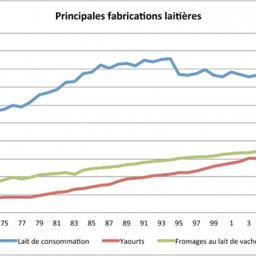 Principales fabrications laitières
75 77 79 81 83 85 87 89 91 93 95 97 99 1 3
Lait de consommation Yaourts Fromages au lait de vache